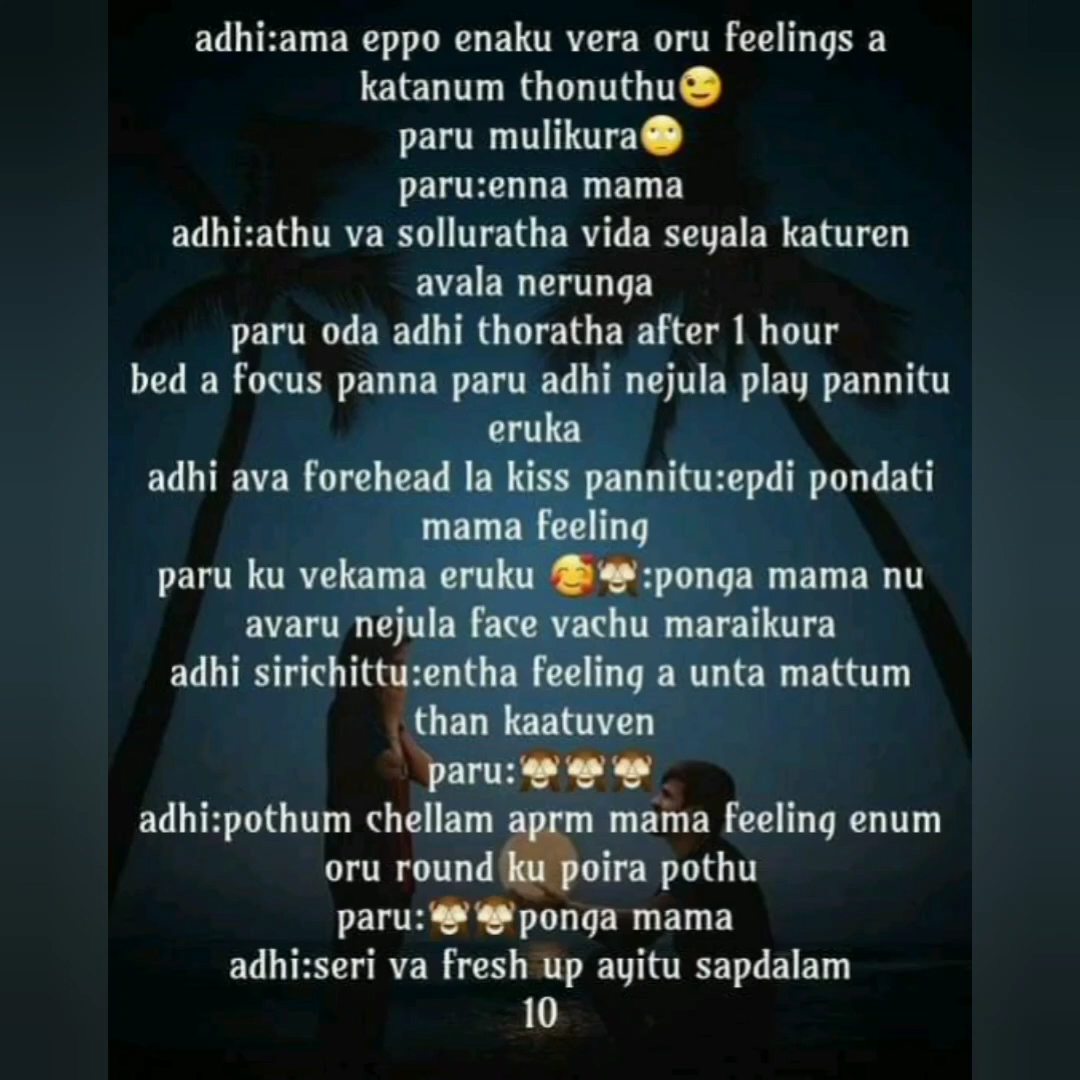 adhi:ama eppo enaku vera oru feelings a
katanum thonuthu😉
paru mulikura🙄
paru:enna mama
adhi:athu va solluratha vida seyala katuren
avala nerunga
paru oda adhi thoratha after 1 hour
bed a focus panna paru adhi nejula play pannitu
eruka
adhi ava forehead la kiss pannitu:epdi pondati
mama feeling
paru ku vekama eruku 🥰🙈:ponga mama nu
avaru nejula face vachu maraikura
adhi sirichittu:entha feeling a unta mattum
than kaatuven
paru:🙈🙈🙈
adhi:pothum chellam aprm mama feeling enum
oru round ku poira pothu
paru:🙈🙈ponga mama
adhi:seri va fresh up ayitu sapdalam
10